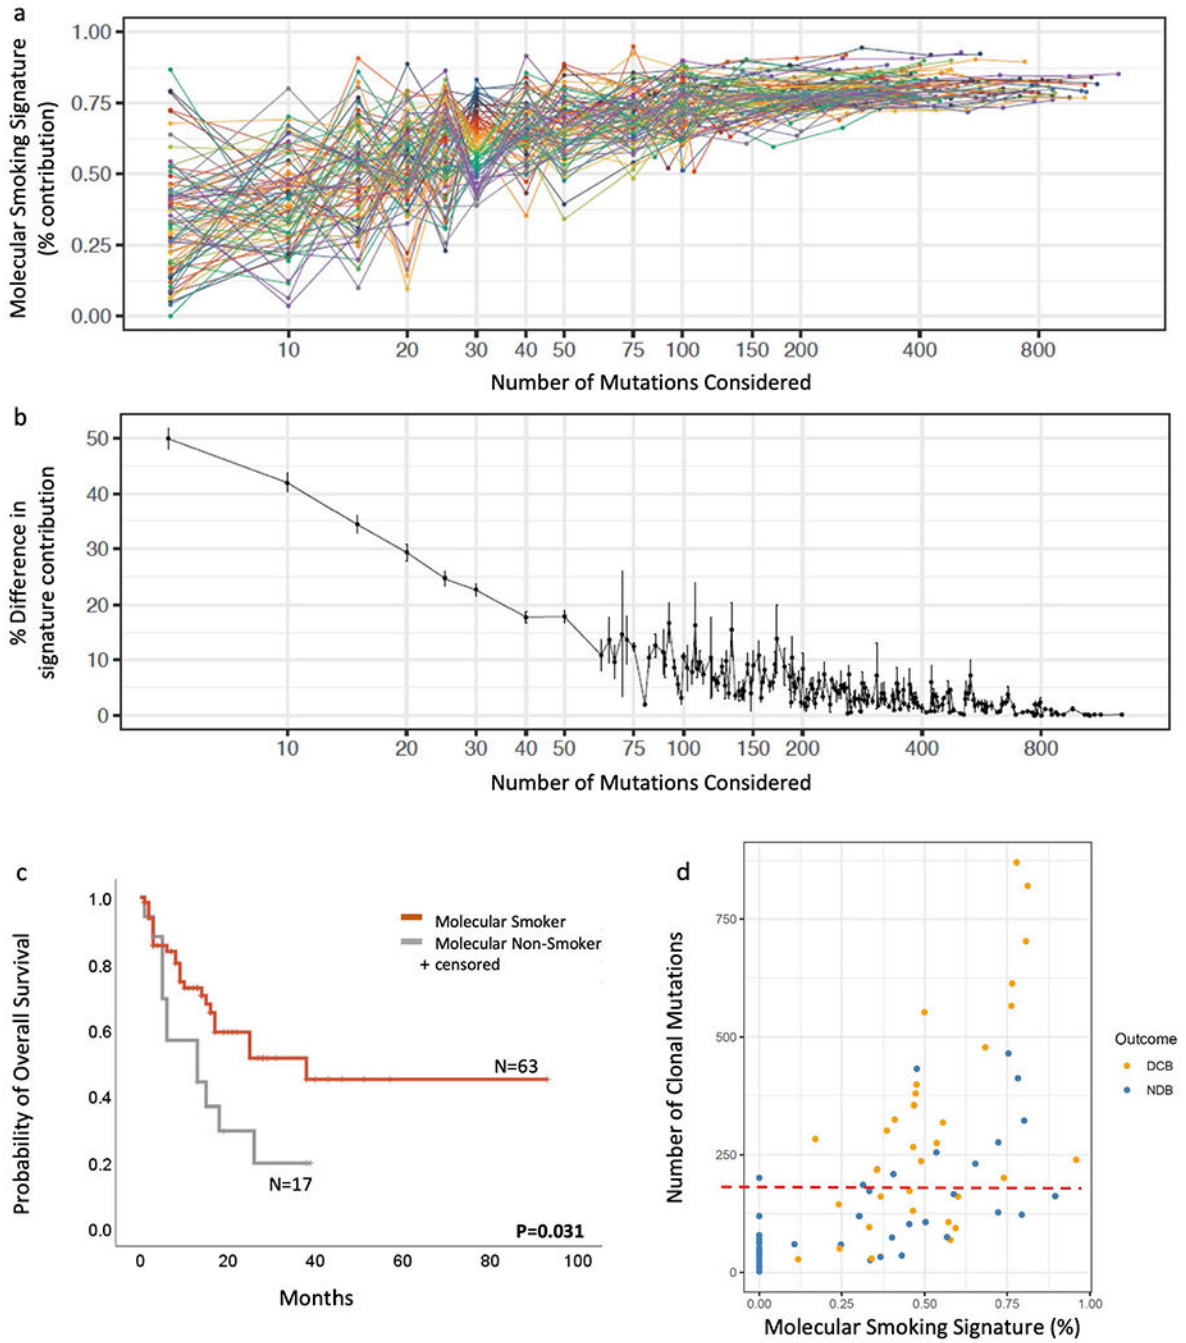 a
Molecular Smoking Signature
(% contribution)
1.00
0.75
0.50
0.25
0.00
10 20 30 40 50 75 100 150 200 400 800
Number of Mutations Considered
b
% Difference in
signature contribution
50
40
30
20
10
0
10 20 30 40 50 75 100 150 200 400 800
Number of Mutations Considered
c
Probability of Overall Survival
1.0
0.8
0.6
0.4
0.2
0.0
Molecular Smoker
Molecular Non-Smoker
+ censored
N=63
N=17
P=0.031
0 20 40 60 80 100
Months
d
Number of Clonal Mutations
750
500
250
0
0.00 0.25 0.50 0.75 1.00
Molecular Smoking Signature (%)
Outcome
DCB
NDB